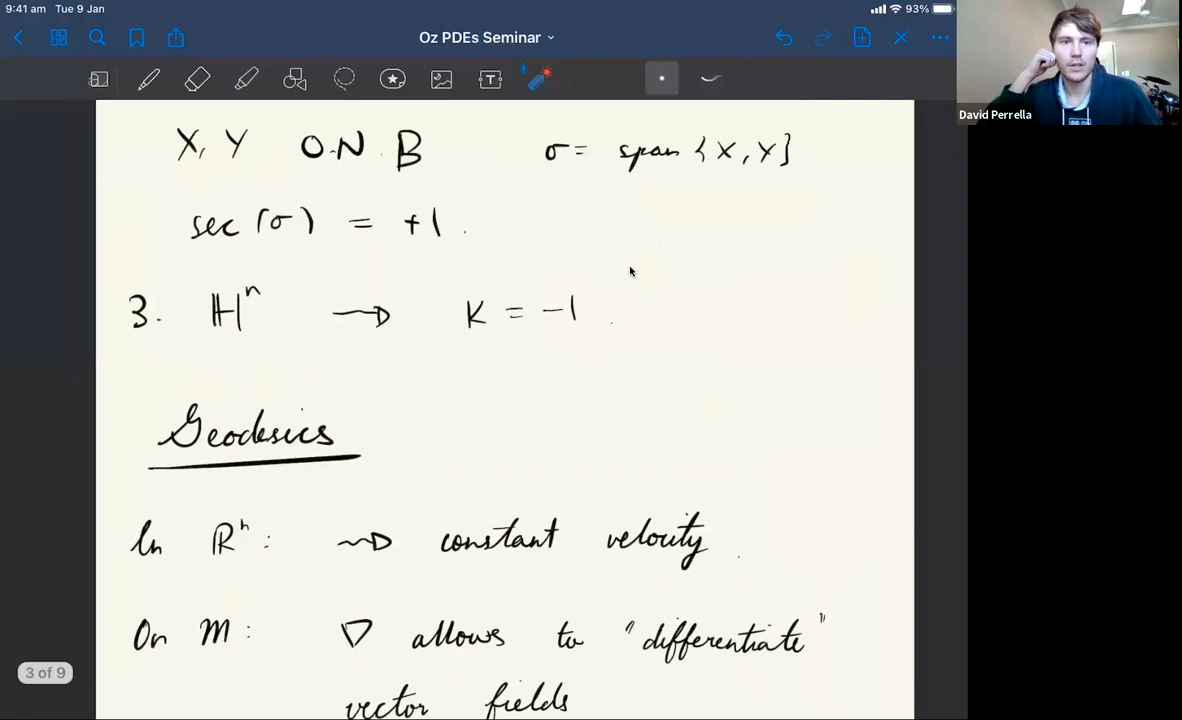 9:41 am Tue 9 Jan
93%
Oz PDEs Seminar
David Perrella
X, Y O.N.B σ = span {X, Y}
sec(σ) = +1.
3. ℍⁿ → K = -1.
Geodesics
In ℝⁿ: ⇝ constant velocity.
On M: ∇ allows to "differentiate"
vector fields
3 of 9